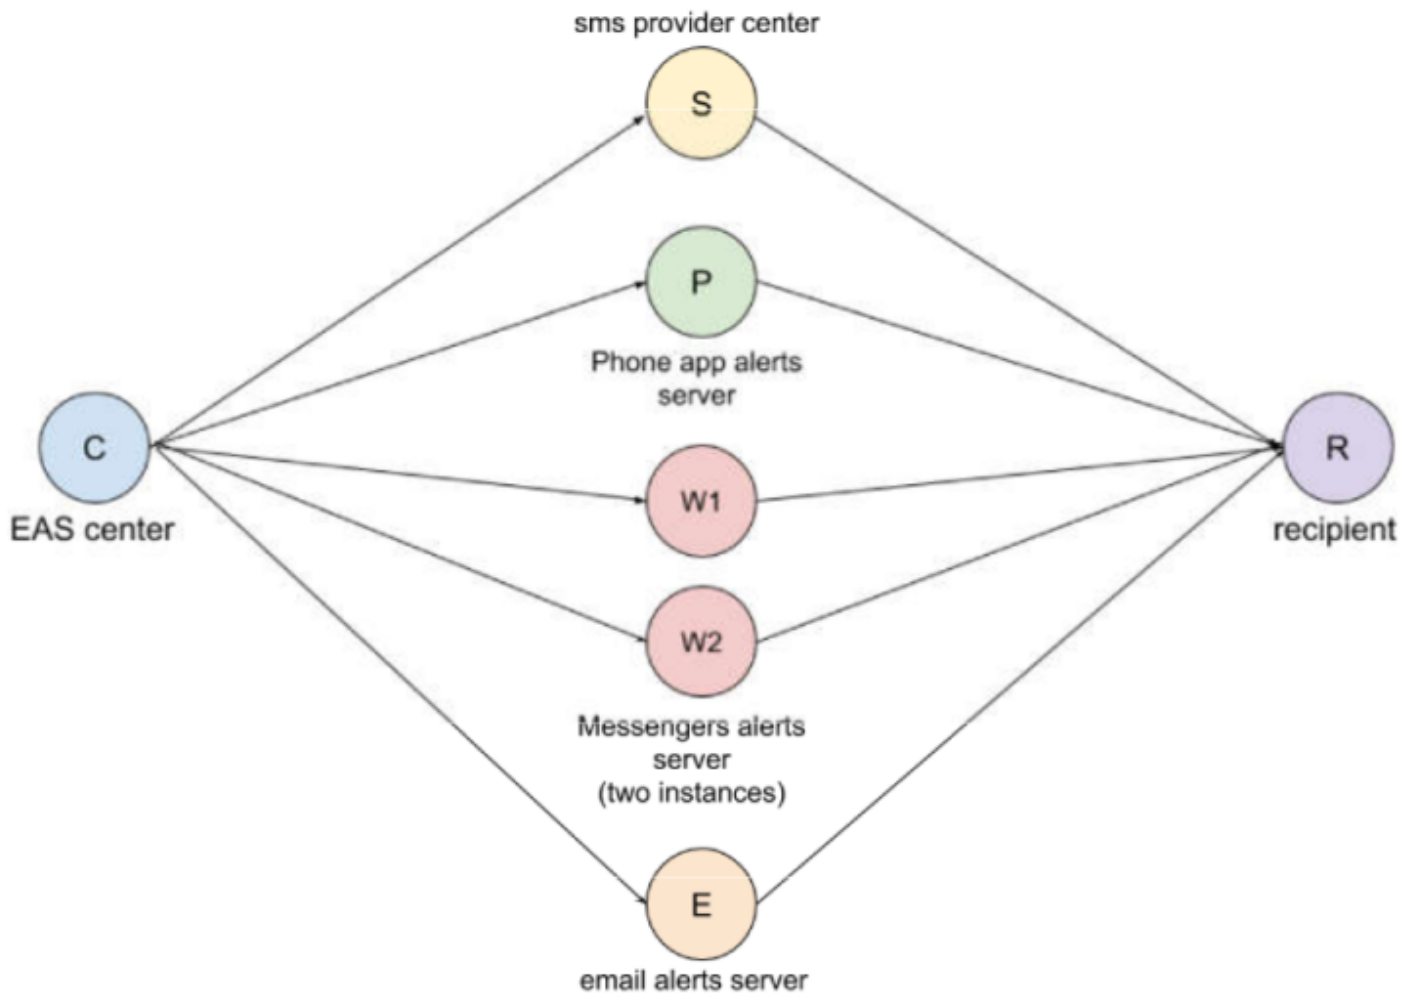 sms provider center
S
P
Phone app alerts
server
C
EAS center
W1
R
recipient
W2
Messengers alerts
server
(two instances)
E
email alerts server